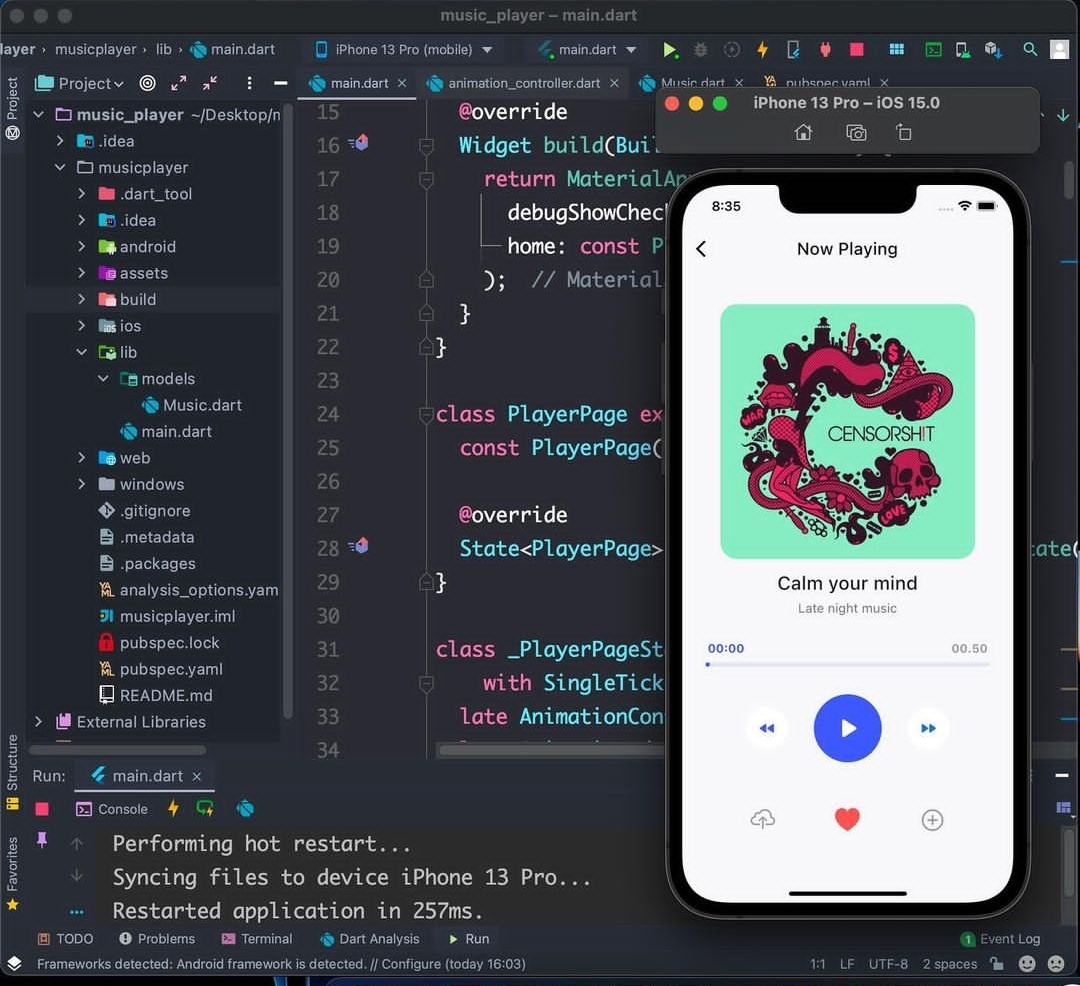 music_player – main.dart
layer › musicplayer › lib › main.dart
iPhone 13 Pro (mobile)
main.dart
Project
main.dart ×
animation_controller.dart ×
Music.dart ×
pubspec.yaml ×
iPhone 13 Pro – iOS 15.0
Project
music_player ~/Desktop/n
.idea
musicplayer
.dart_tool
.idea
android
assets
build
ios
lib
models
Music.dart
main.dart
web
windows
.gitignore
.metadata
.packages
analysis_options.yam
musicplayer.iml
pubspec.lock
pubspec.yaml
README.md
External Libraries
15 @override
16 Widget build(Buil
17 return MaterialAp
18 debugShowChec
19 home: const P
20 ); // Material
21 }
22 }
23
24 class PlayerPage ex
25 const PlayerPage(
26
27 @override
28 State<PlayerPage>
29 }
30
31 class _PlayerPageSt
32 with SingleTick
33 late AnimationCon
34
tate(
8:35
Now Playing
$
WAR
CENSORSH!T
LOVE
Calm your mind
Late night music
00:00
00.50
Structure
Favorites
Run:
main.dart ×
Console
Performing hot restart...
Syncing files to device iPhone 13 Pro...
Restarted application in 257ms.
TODO
Problems
Terminal
Dart Analysis
Run
1 Event Log
Frameworks detected: Android framework is detected. // Configure (today 16:03)
1:1 LF UTF-8 2 spaces